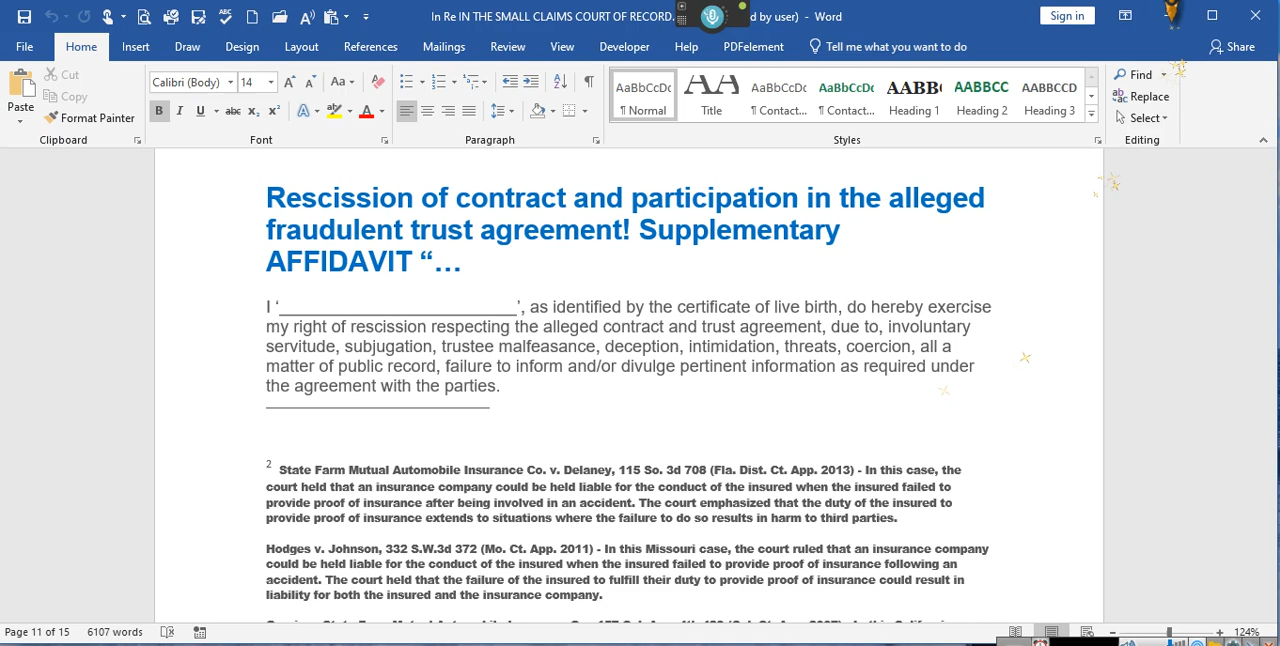 In Re IN THE SMALL CLAIMS COURT OF RECORD. d by user) - Word
Sign in
File Home Insert Draw Design Layout References Mailings Review View Developer Help PDFelement Tell me what you want to do Share
Paste
Cut
Copy
Format Painter
Calibri (Body) 14
AaBbCcDc AA AaBbCcDc AaBbCcDc AABB( AABBCC AABBCCD
¶ Normal Title ¶ Contact... ¶ Contact... Heading 1 Heading 2 Heading 3
Find
Replace
Select
Clipboard Font Paragraph Styles Editing
Rescission of contract and participation in the alleged
fraudulent trust agreement! Supplementary
AFFIDAVIT “…
I ‘_________________________’, as identified by the certificate of live birth, do hereby exercise
my right of rescission respecting the alleged contract and trust agreement, due to, involuntary
servitude, subjugation, trustee malfeasance, deception, intimidation, threats, coercion, all a
matter of public record, failure to inform and/or divulge pertinent information as required under
the agreement with the parties.
2 State Farm Mutual Automobile Insurance Co. v. Delaney, 115 So. 3d 708 (Fla. Dist. Ct. App. 2013) - In this case, the
court held that an insurance company could be held liable for the conduct of the insured when the insured failed to
provide proof of insurance after being involved in an accident. The court emphasized that the duty of the insured to
provide proof of insurance extends to situations where the failure to do so results in harm to third parties.
Hodges v. Johnson, 332 S.W.3d 372 (Mo. Ct. App. 2011) - In this Missouri case, the court ruled that an insurance company
could be held liable for the conduct of the insured when the insured failed to provide proof of insurance following an
accident. The court held that the failure of the insured to fulfill their duty to provide proof of insurance could result in
liability for both the insured and the insurance company.
Page 11 of 15 6107 words 124%